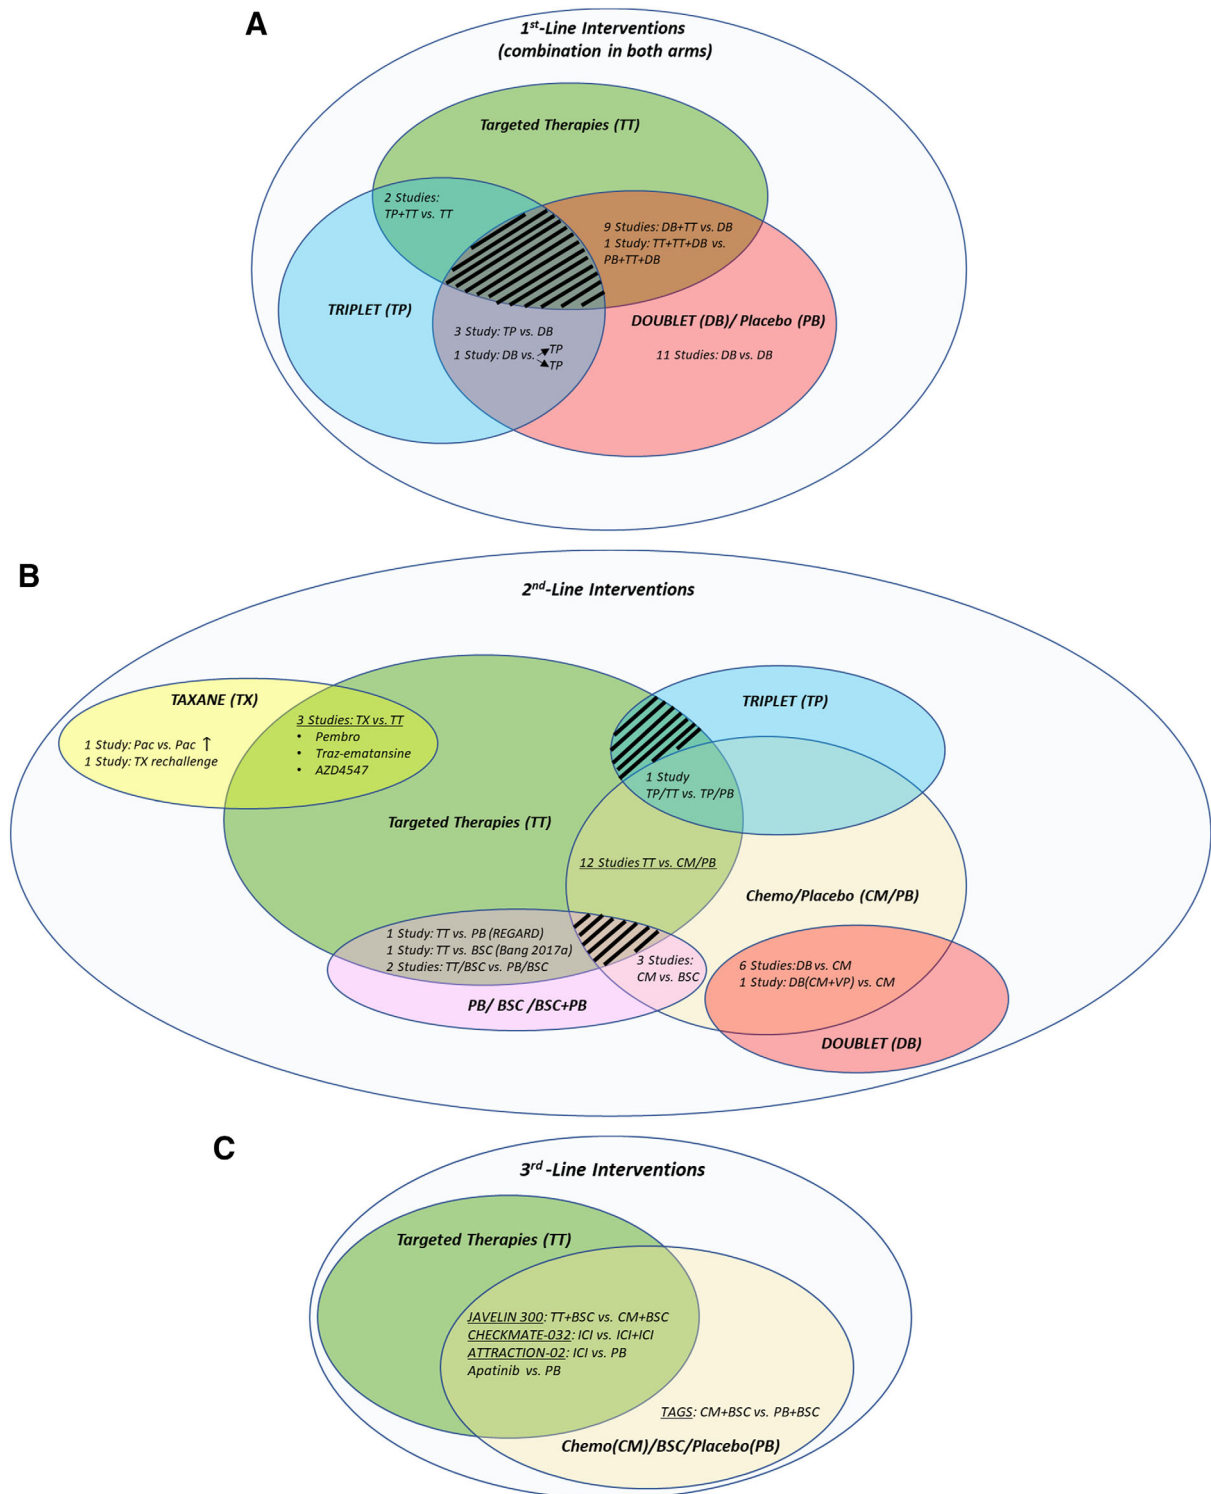 A
1st-Line Interventions
(combination in both arms)
Targeted Therapies (TT)
2 Studies:
TP+TT vs. TT
9 Studies: DB+TT vs. DB
1 Study: TT+TT+DB vs.
PB+TT+DB
TRIPLET (TP)
DOUBLET (DB)/ Placebo (PB)
3 Study: TP vs. DB
1 Study: DB vs.
TP
TP
11 Studies: DB vs. DB
B
2nd-Line Interventions
TAXANE (TX)
1 Study: Pac vs. Pac ↑
1 Study: TX rechallenge
3 Studies: TX vs. TT
• Pembro
• Traz-ematansine
• AZD4547
TRIPLET (TP)
1 Study
TP/TT vs. TP/PB
Targeted Therapies (TT)
12 Studies TT vs. CM/PB
Chemo/Placebo (CM/PB)
1 Study: TT vs. PB (REGARD)
1 Study: TT vs. BSC (Bang 2017a)
2 Studies: TT/BSC vs. PB/BSC
3 Studies:
CM vs. BSC
PB/ BSC /BSC+PB
6 Studies:DB vs. CM
1 Study: DB(CM+VP) vs. CM
DOUBLET (DB)
C
3rd -Line Interventions
Targeted Therapies (TT)
JAVELIN 300: TT+BSC vs. CM+BSC
CHECKMATE-032: ICI vs. ICI+ICI
ATTRACTION-02: ICI vs. PB
Apatinib vs. PB
TAGS: CM+BSC vs. PB+BSC
Chemo(CM)/BSC/Placebo(PB)